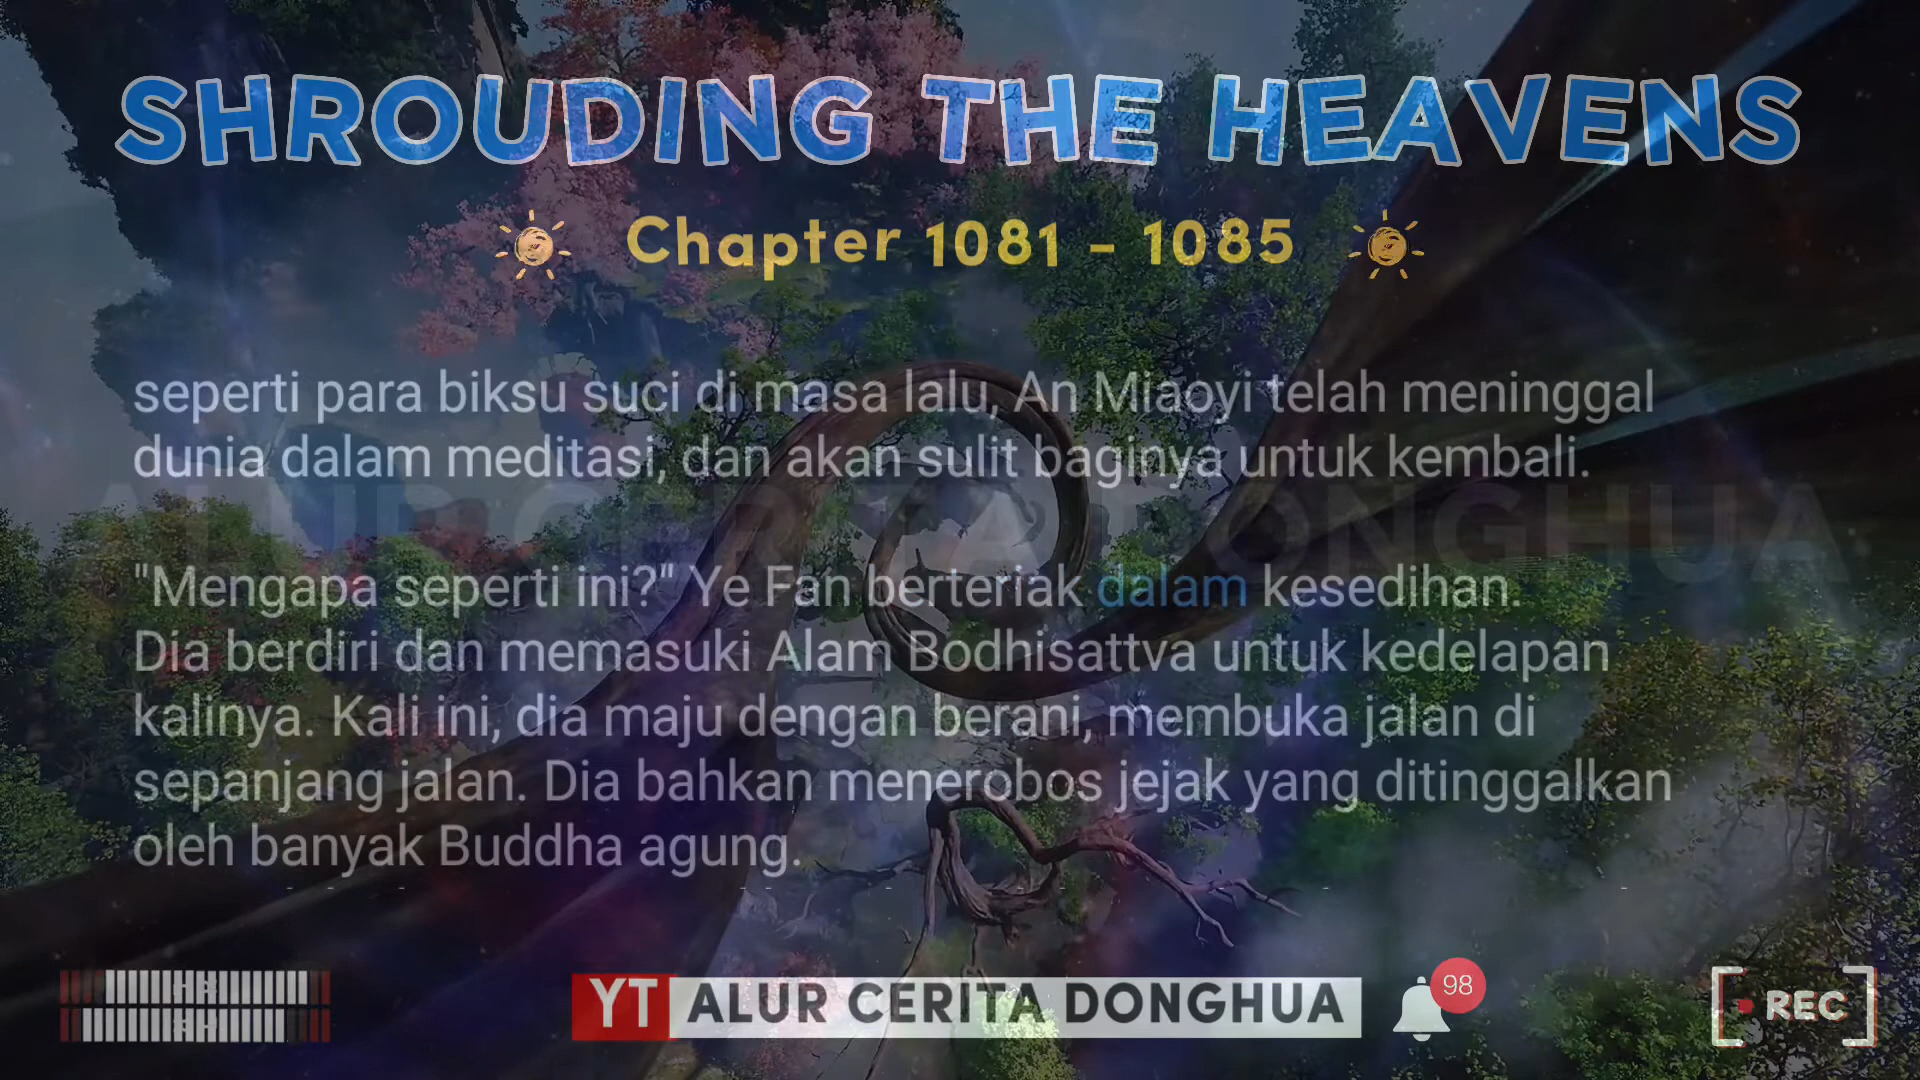 SHROUDING THE HEAVENS
Chapter 1081 - 1085
seperti para biksu suci di masa lalu, An Miaoyi telah meninggal
dunia dalam meditasi, dan akan sulit baginya untuk kembali.
ALUR CERITA DONGHUA
"Mengapa seperti ini?" Ye Fan berteriak dalam kesedihan.
Dia berdiri dan memasuki Alam Bodhisattva untuk kedelapan
kalinya. Kali ini, dia maju dengan berani, membuka jalan di
sepanjang jalan. Dia bahkan menerobos jejak yang ditinggalkan
oleh banyak Buddha agung.
YT ALUR CERITA DONGHUA
98
REC